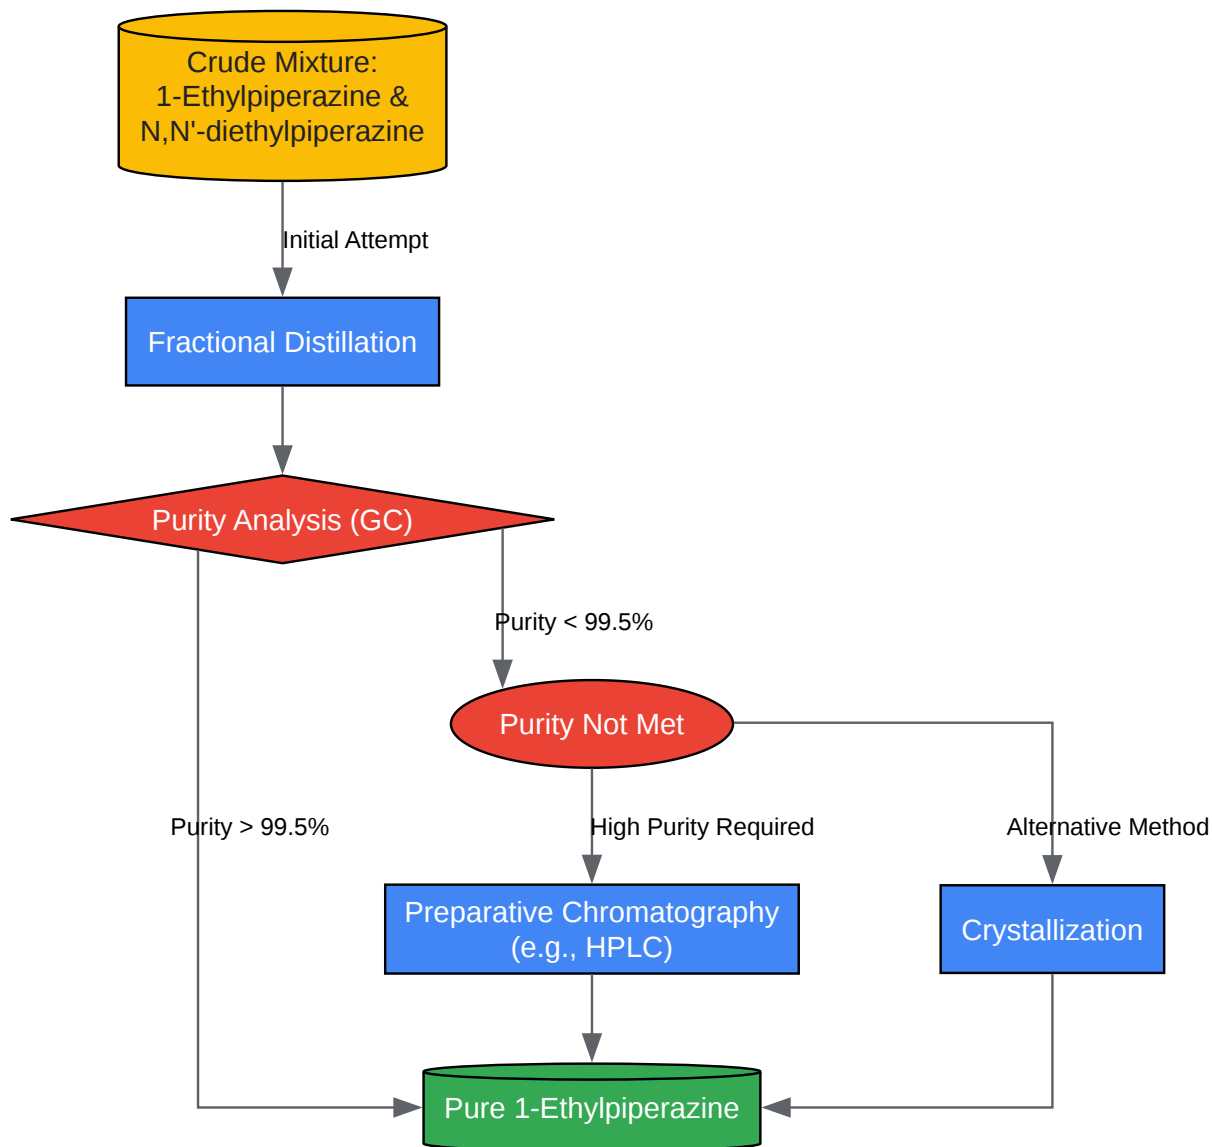 Crude Mixture:
1-Ethylpiperazine &
N,N'-diethylpiperazine
Initial Attempt
Fractional Distillation
Purity Analysis (GC)
Purity < 99.5%
Purity Not Met
Purity > 99.5%
High Purity Required
Alternative Method
Preparative Chromatography
(e.g., HPLC)
Crystallization
Pure 1-Ethylpiperazine